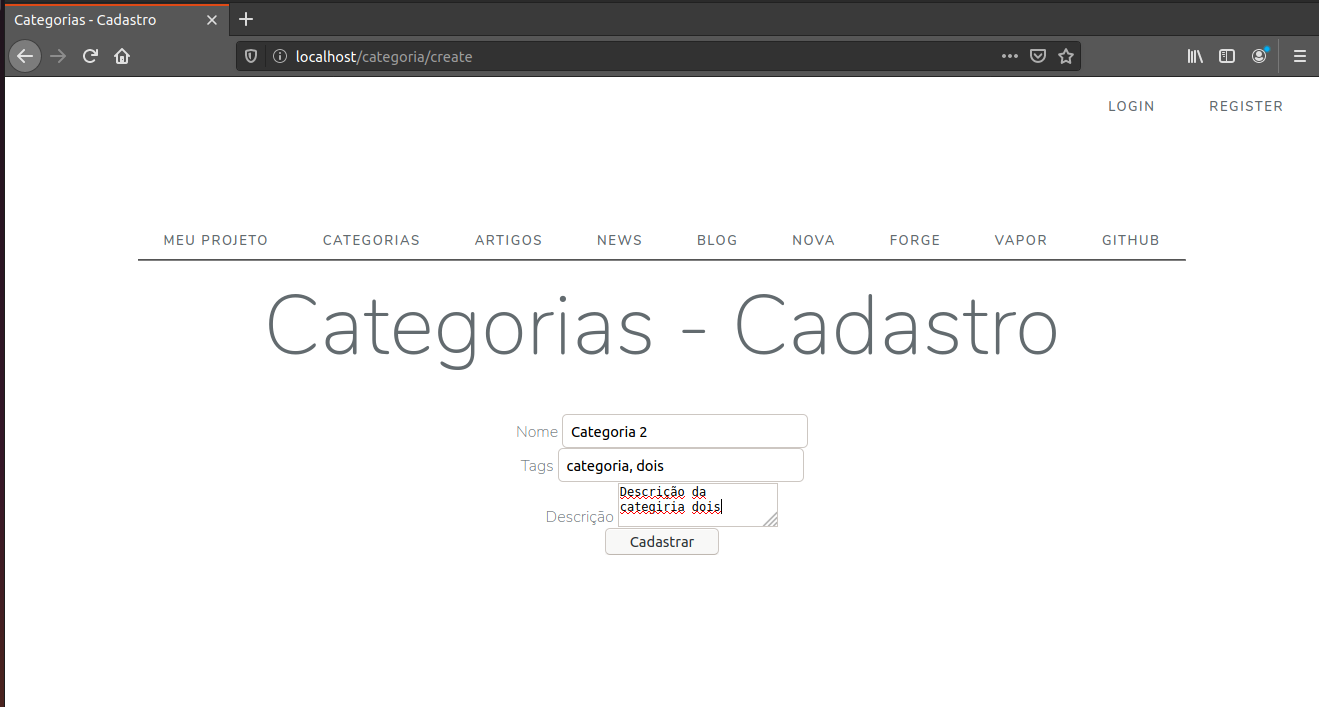 Categorias - Cadastro
localhost/categoria/create
LOGIN REGISTER
MEU PROJETO CATEGORIAS ARTIGOS NEWS BLOG NOVA FORGE VAPOR GITHUB
Categorias - Cadastro
Nome Categoria 2
Tags categoria, dois
Descrição Descrição da
categiria dois
Cadastrar